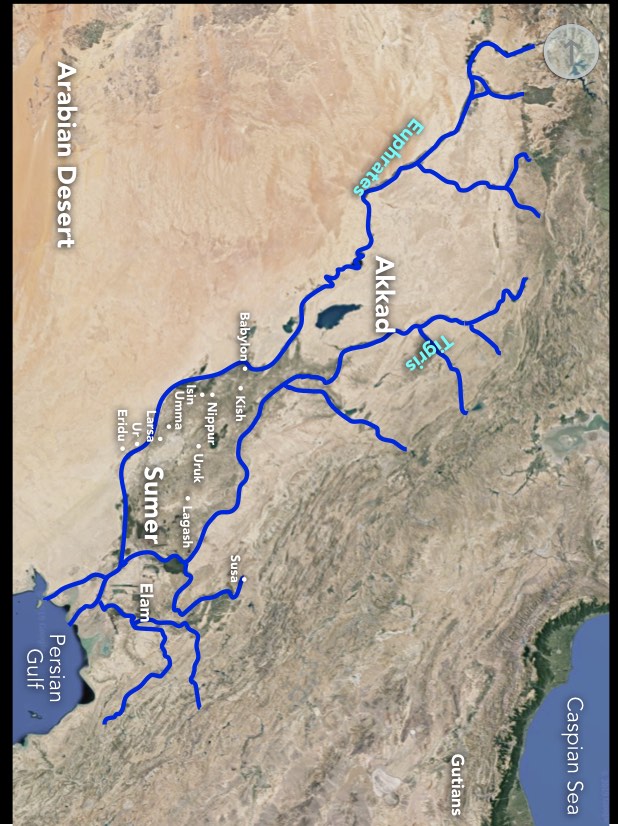 Caspian Sea
Gutians
Tigris
Euphrates
Akkad
Babylon
Kish
Susa
Nippur
Uruk
Isin
Lagash
Umma
Sumer
Larsa
Elam
Ur
Eridu
Arabian Desert
Persian
Gulf